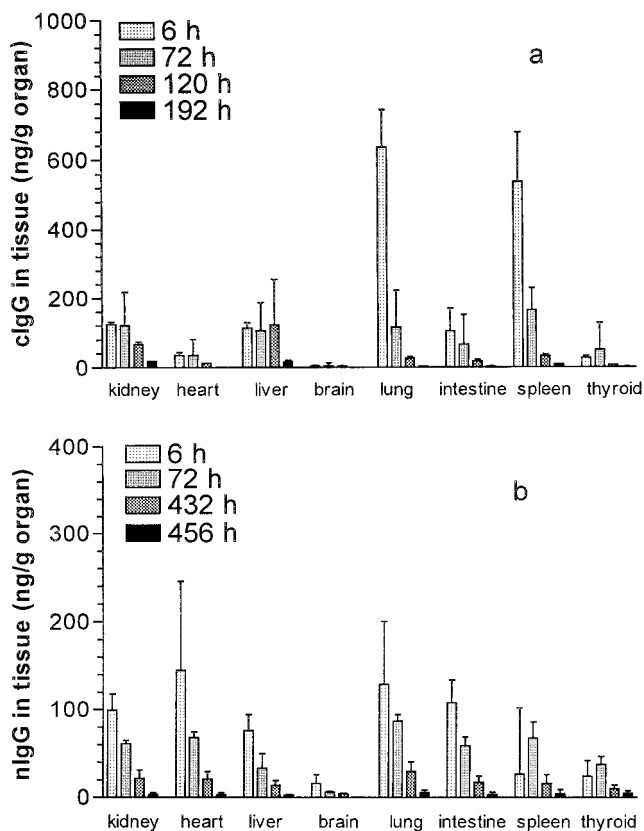 cIgG in tissue (ng/g organ)
1000
800
600
400
200
0
6 h
72 h
120 h
192 h
a
kidney heart liver brain lung intestine spleen thyroid
nIgG in tissue (ng/g organ)
400
300
200
100
0
6 h
72 h
432 h
456 h
b
kidney heart liver brain lung intestine spleen thyroid